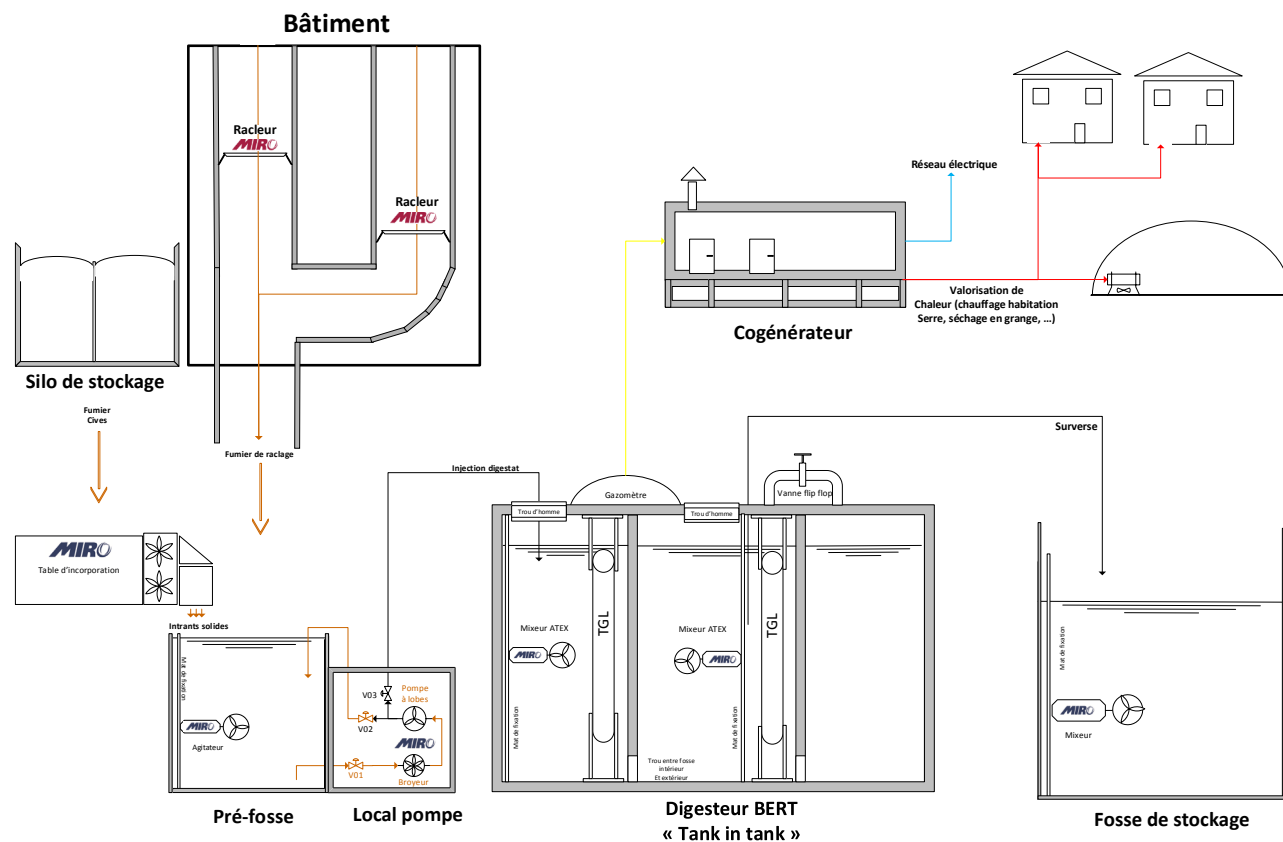 Bâtiment
Racleur
MIRO
Racleur
MIRO
Réseau électrique
Valorisation de
Chaleur (chauffage habitation
Serre, séchage en grange, ...)
Cogénérateur
Silo de stockage
Fumier
Cives
Fumier de raclage
Injection digestat
Surverse
Gazomètre
Vanne flip flop
Trou d'homme
Trou d'homme
MIRO
Table d'incorporation
Intrants solides
Mat de fixation
MIRO
Agitateur
V03
Pompe
à lobes
V02
MIRO
V01
Broyeur
Mixeur ATEX
MIRO
Mat de fixation
TGL
Mixeur ATEX
MIRO
Mat de fixation
TGL
Trou entre fosse
intérieur
Et extérieur
Mat de fixation
MIRO
Mixeur
Pré-fosse
Local pompe
Digesteur BERT
« Tank in tank »
Fosse de stockage